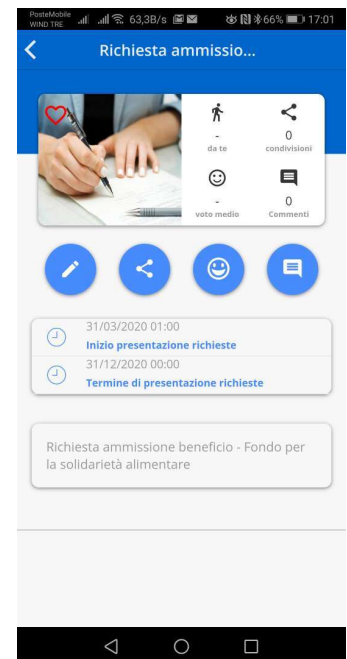 PosteMobile
WIND TRE 63,3B/s 66% 17:01
Richiesta ammissio...
- 0
da te condivisioni
- 0
voto medio Commenti
31/03/2020 01:00
Inizio presentazione richieste
31/12/2020 00:00
Termine di presentazione richieste
Richiesta ammissione beneficio - Fondo per
la solidarietà alimentare